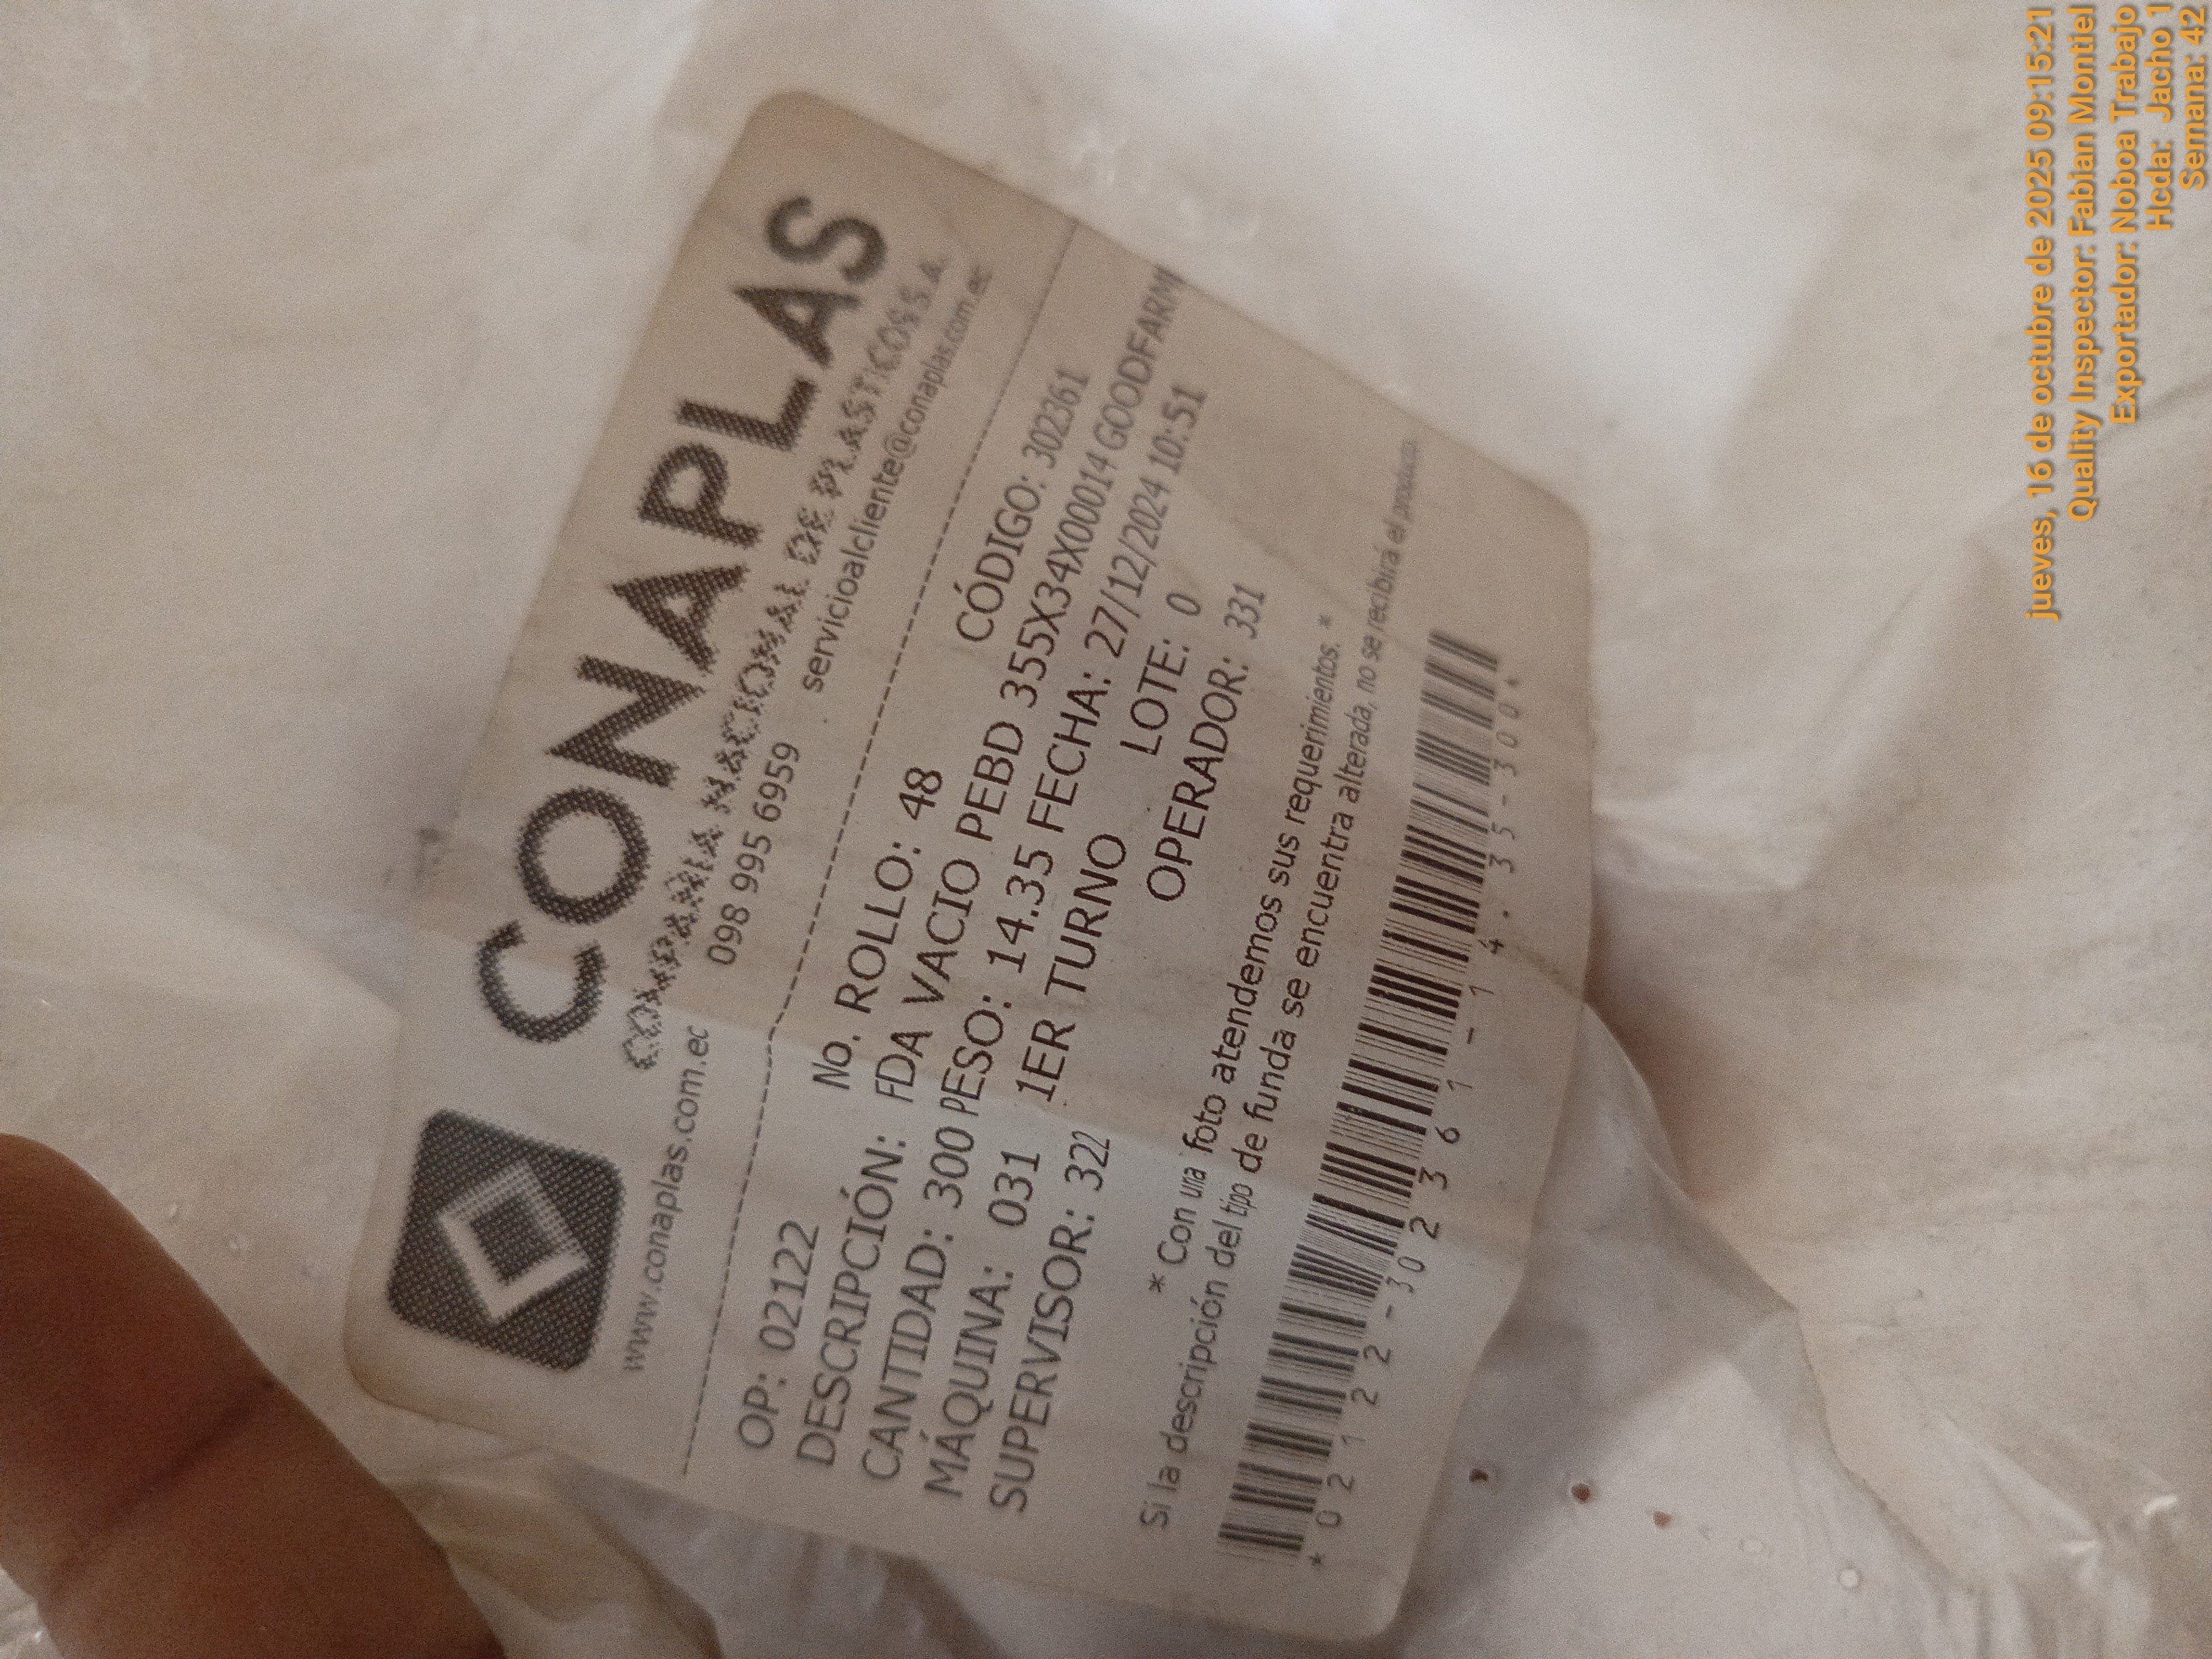 CONAPLAS
COMPAÑIA NACIONAL DE PLASTICOS S.A.
www.conaplas.com.ec
098 995 6959 servicioalcliente@conaplas.com.ec
OP: 02122 No. ROLLO: 48 CÓDIGO: 302361
DESCRIPCIÓN: FDA VACIO PEBD 355X34X00014 GOODFARM
CANTIDAD: 300 PESO: 14.35 FECHA: 27/12/2024 10:51
MÁQUINA: 031 1ER TURNO LOTE: 0
SUPERVISOR: 322 OPERADOR: 331
* Con una foto atendemos sus requerimientos. *
Si la descripción del tipo de funda se encuentra alterada, no se recibirá el producto.
*02122-302361-14.35-300*
jueves, 16 de octubre de 2025 09:15:21
Quality Inspector: Fabian Montiel
Exportador: Noboa Trabajo
Hcda: Jacho 1
Semana: 42